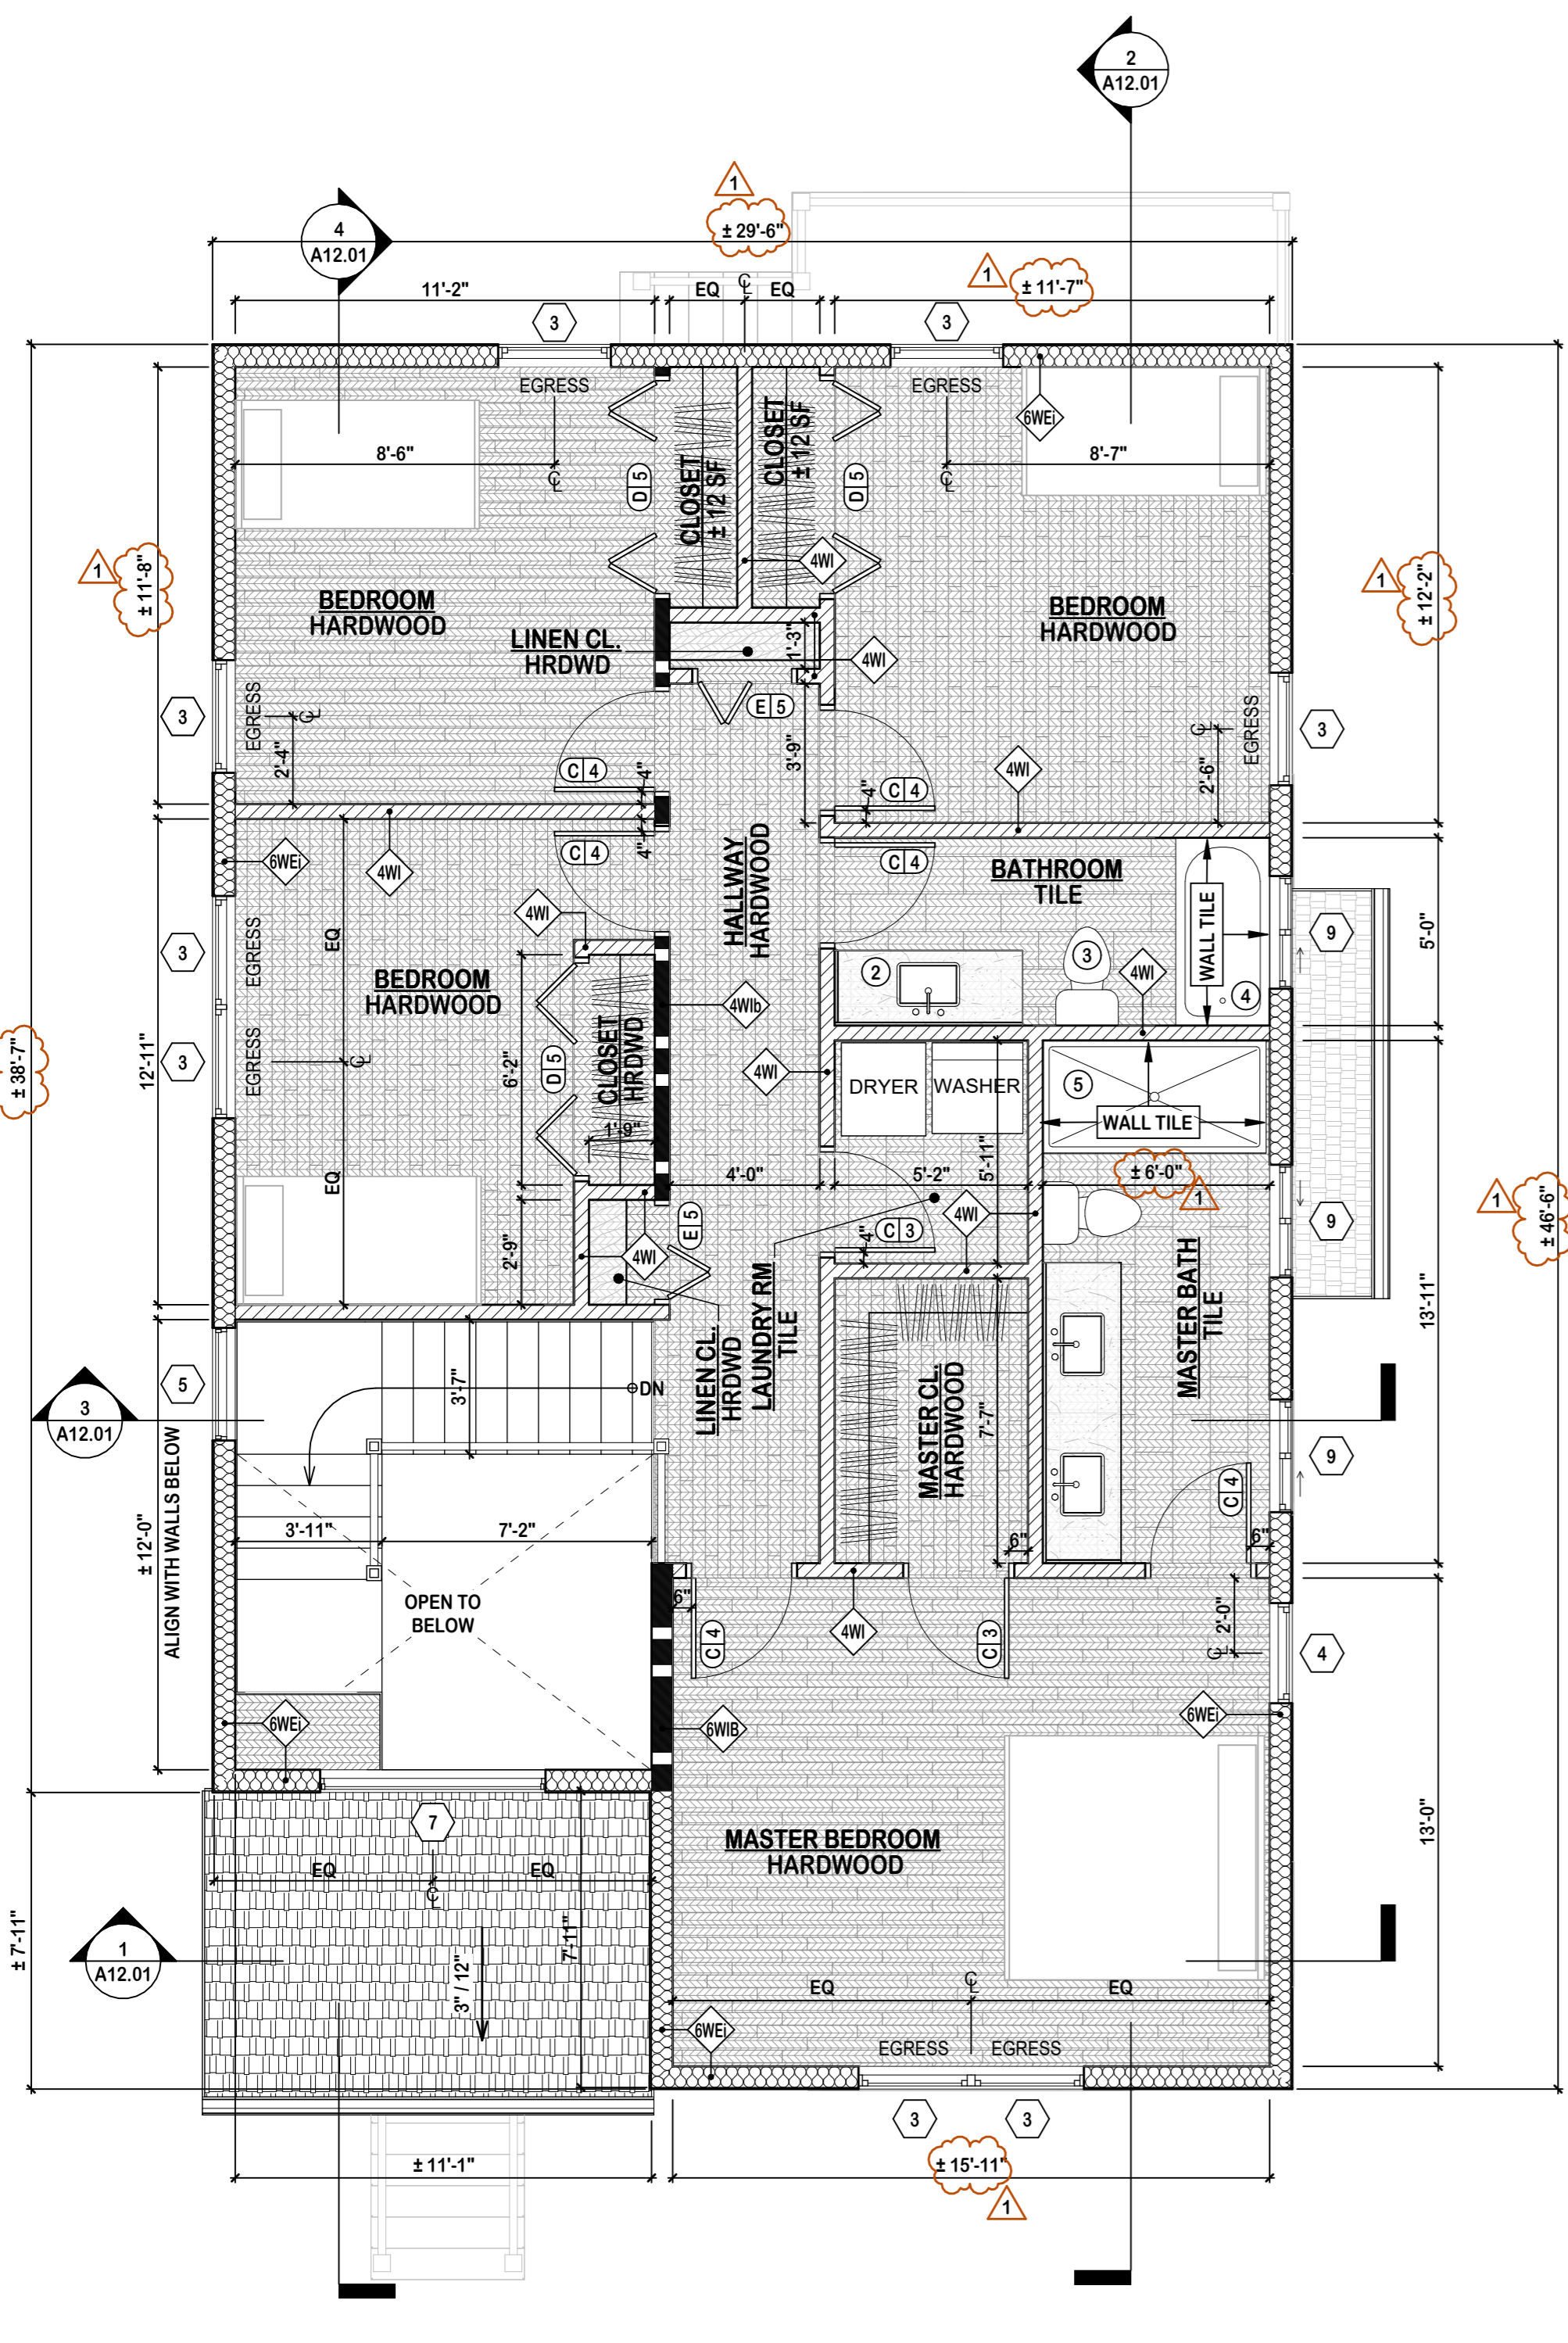 2
A12.01
1
± 29'-6"
4
A12.01
1
± 11'-7"
11'-2"
EQ
EQ
3
3
EGRESS
EGRESS
CLOSET
± 12 SF
CLOSET
± 12 SF
6WEi
8'-6"
8'-7"
D 5
D 5
4WI
1
± 11'-8"
1
± 12'-2"
BEDROOM
HARDWOOD
BEDROOM
HARDWOOD
LINEN CL.
HRDWD
1'-3"
4WI
3
EGRESS
2'-4"
E 5
3'-9"
EGRESS
2'-6"
3
C 4
4"
C 4
4"
4WI
4WI
6WEi
C 4
4"
C 4
HALLWAY
HARDWOOD
BATHROOM
TILE
WALL TILE
5'-0"
4WI
3
EGRESS
EQ
BEDROOM
HARDWOOD
2
3
4WI
4
9
4WIb
12'-11"
± 38'-7"
3
EGRESS
6'-2"
D 5
CLOSET
HRDWD
1'-9"
4WI
DRYER
WASHER
5
WALL TILE
5'-11"
4'-0"
5'-2"
± 6'-0"
1
EQ
2'-9"
4WI
E 5
4WI
C 3
4"
9
1
± 46'-6"
13'-11"
LINEN CL.
HRDWD
LAUNDRY RM
TILE
MASTER CL.
HARDWOOD
7'-7"
MASTER BATH
TILE
5
3'-7"
DN
3
A12.01
9
C 4
6"
6"
± 12'-0"
ALIGN WITH WALLS BELOW
3'-11"
7'-2"
OPEN TO
BELOW
6"
C 4
4WI
C 3
2'-0"
4
6WEi
6WIB
6WEi
13'-0"
7
MASTER BEDROOM
HARDWOOD
EQ
EQ
± 7'-11"
7'-11"
3" / 12"
1
A12.01
EQ
EQ
6WEi
EGRESS
EGRESS
3
3
± 11'-1"
± 15'-11"
1